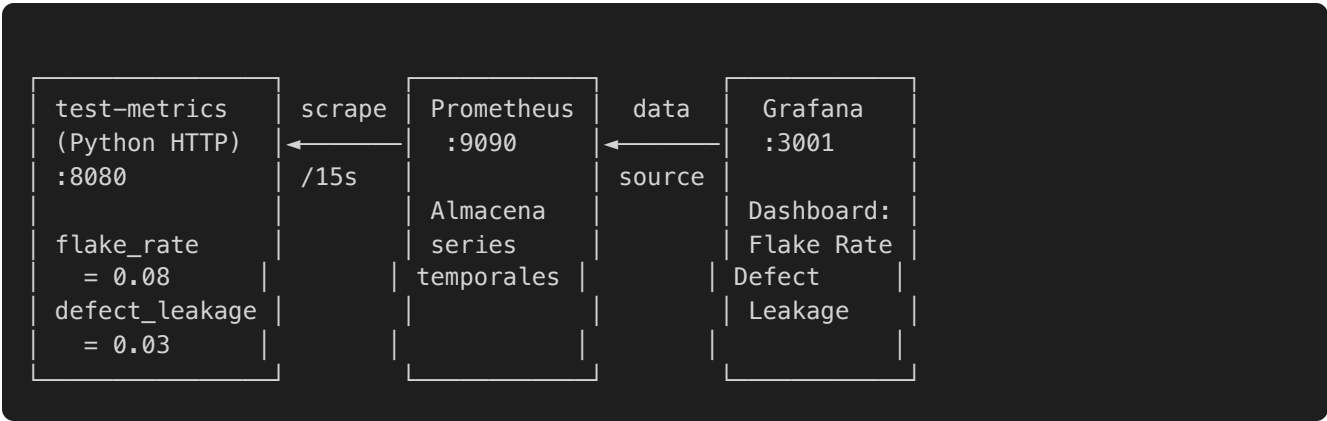 test-metrics scrape Prometheus data Grafana
(Python HTTP) :9090 :3001
:8080 /15s source
Almacena Dashboard:
flake_rate series Flake Rate
= 0.08 temporales Defect
defect_leakage Leakage
= 0.03